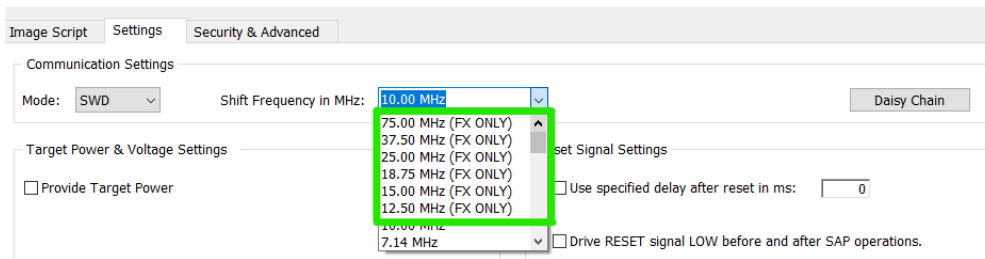 Image Script Settings Security & Advanced
Communication Settings
Mode: SWD Shift Frequency in MHz: 10.00 MHz Daisy Chain
75.00 MHz (FX ONLY)
37.50 MHz (FX ONLY)
Target Power & Voltage Settings 25.00 MHz (FX ONLY) set Signal Settings
18.75 MHz (FX ONLY)
Provide Target Power 15.00 MHz (FX ONLY) Use specified delay after reset in ms: 0
12.50 MHz (FX ONLY)
10.00 MHz
7.14 MHz Drive RESET signal LOW before and after SAP operations.